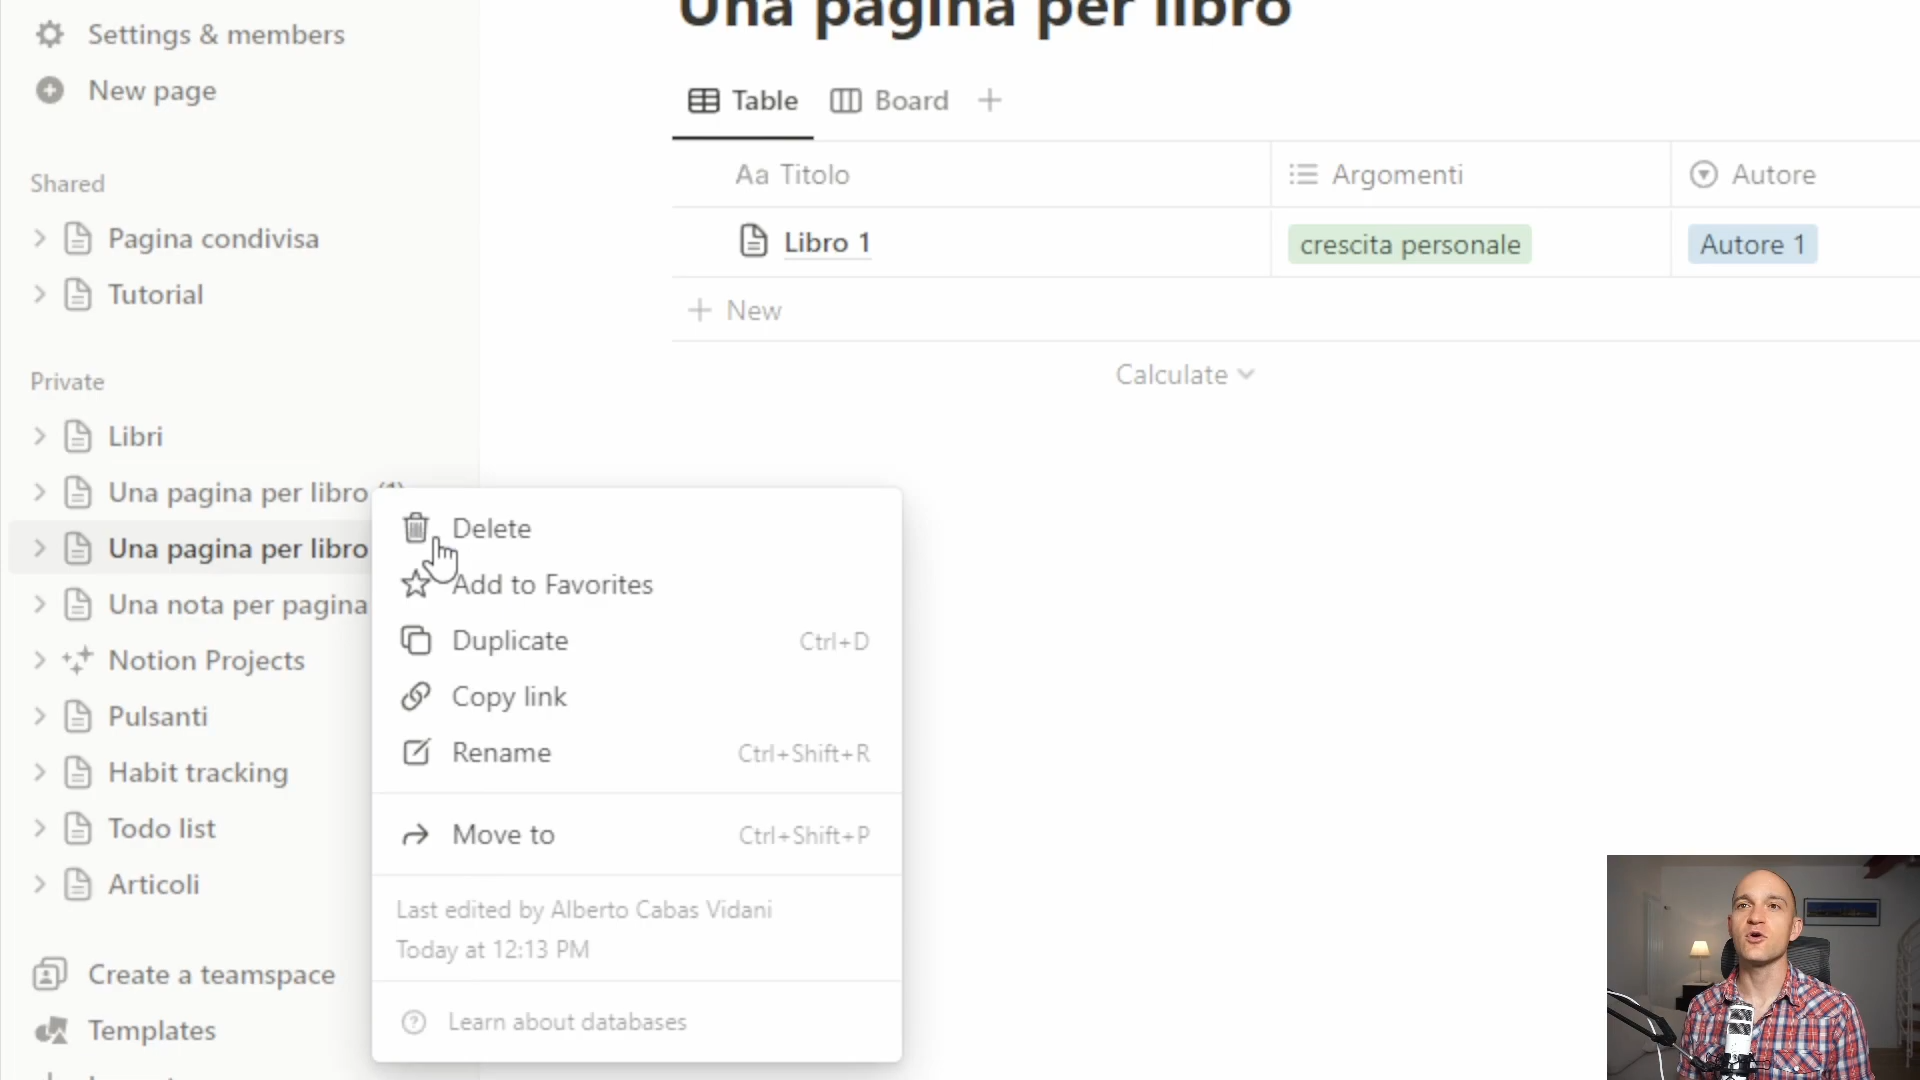 Settings & members
New page
Shared
Pagina condivisa
Tutorial
Private
Libri
Una pagina per libro (1)
Una pagina per libro
Una nota per pagina
Notion Projects
Pulsanti
Habit tracking
Todo list
Articoli
Create a teamspace
Templates
Una pagina per libro
Table
Board
Aa Titolo
Argomenti
Autore
Libro 1
crescita personale
Autore 1
New
Calculate
Delete
Add to Favorites
Duplicate Ctrl+D
Copy link
Rename Ctrl+Shift+R
Move to Ctrl+Shift+P
Last edited by Alberto Cabas Vidani
Today at 12:13 PM
Learn about databases